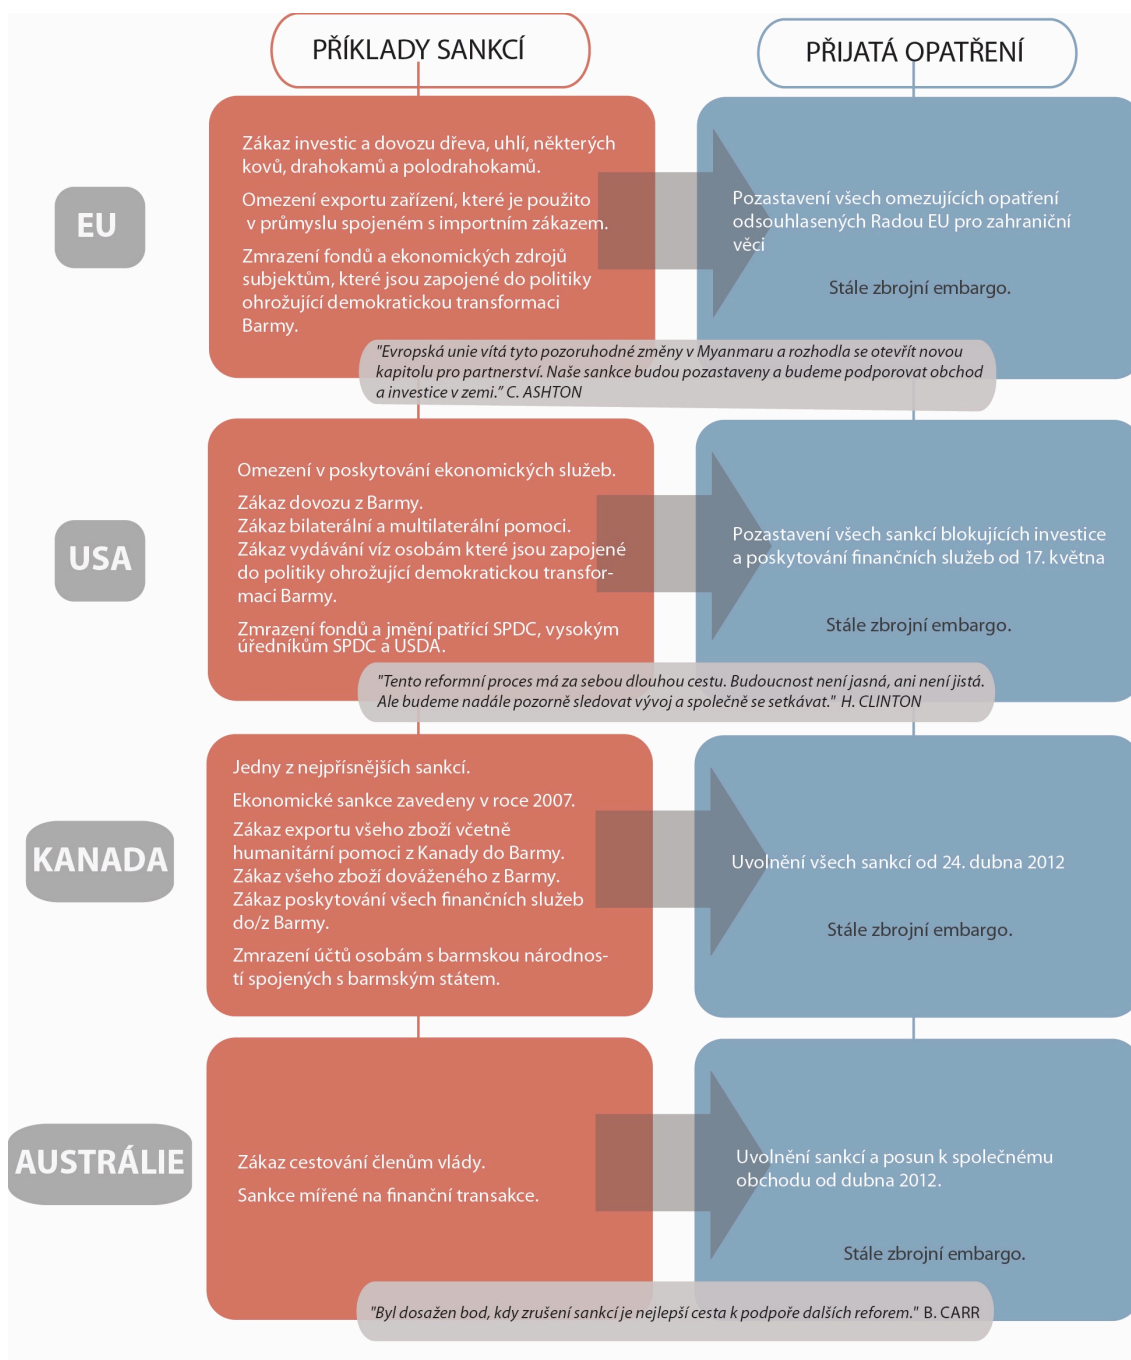 PŘÍKLADY SANKCÍ
PŘIJATÁ OPATŘENÍ
EU
Zákaz investic a dovozu dřeva, uhlí, některých
kovů, drahokamů a polodrahokamů.
Omezení exportu zařízení, které je použito
v průmyslu spojeném s importním zákazem.
Zmrazení fondů a ekonomických zdrojů
subjektům, které jsou zapojené do politiky
ohrožující demokratickou transformaci
Barmy.
Pozastavení všech omezujících opatření
odsouhlasených Radou EU pro zahraniční
věci
Stále zbrojní embargo.
"Evropská unie vítá tyto pozoruhodné změny v Myanmaru a rozhodla se otevřít novou
kapitolu pro partnerství. Naše sankce budou pozastaveny a budeme podporovat obchod
a investice v zemi.” C. ASHTON
USA
Omezení v poskytování ekonomických služeb.
Zákaz dovozu z Barmy.
Zákaz bilaterální a multilaterální pomoci.
Zákaz vydávání víz osobám které jsou zapojené
do politiky ohrožující demokratickou transfor-
maci Barmy.
Zmrazení fondů a jmění patřící SPDC, vysokým
úředníkům SPDC a USDA.
Pozastavení všech sankcí blokujících investice
a poskytování finančních služeb od 17. května
Stále zbrojní embargo.
"Tento reformní proces má za sebou dlouhou cestu. Budoucnost není jasná, ani není jistá.
Ale budeme nadále pozorně sledovat vývoj a společně se setkávat." H. CLINTON
KANADA
Jedny z nejpřísnějších sankcí.
Ekonomické sankce zavedeny v roce 2007.
Zákaz exportu všeho zboží včetně
humanitární pomoci z Kanady do Barmy.
Zákaz všeho zboží dováženého z Barmy.
Zákaz poskytování všech finančních služeb
do/z Barmy.
Zmrazení účtů osobám s barmskou národnos-
tí spojených s barmským státem.
Uvolnění všech sankcí od 24. dubna 2012
Stále zbrojní embargo.
AUSTRÁLIE
Zákaz cestování členům vlády.
Sankce mířené na finanční transakce.
Uvolnění sankcí a posun k společnému
obchodu od dubna 2012.
Stále zbrojní embargo.
"Byl dosažen bod, kdy zrušení sankcí je nejlepší cesta k podpoře dalších reforem." B. CARR